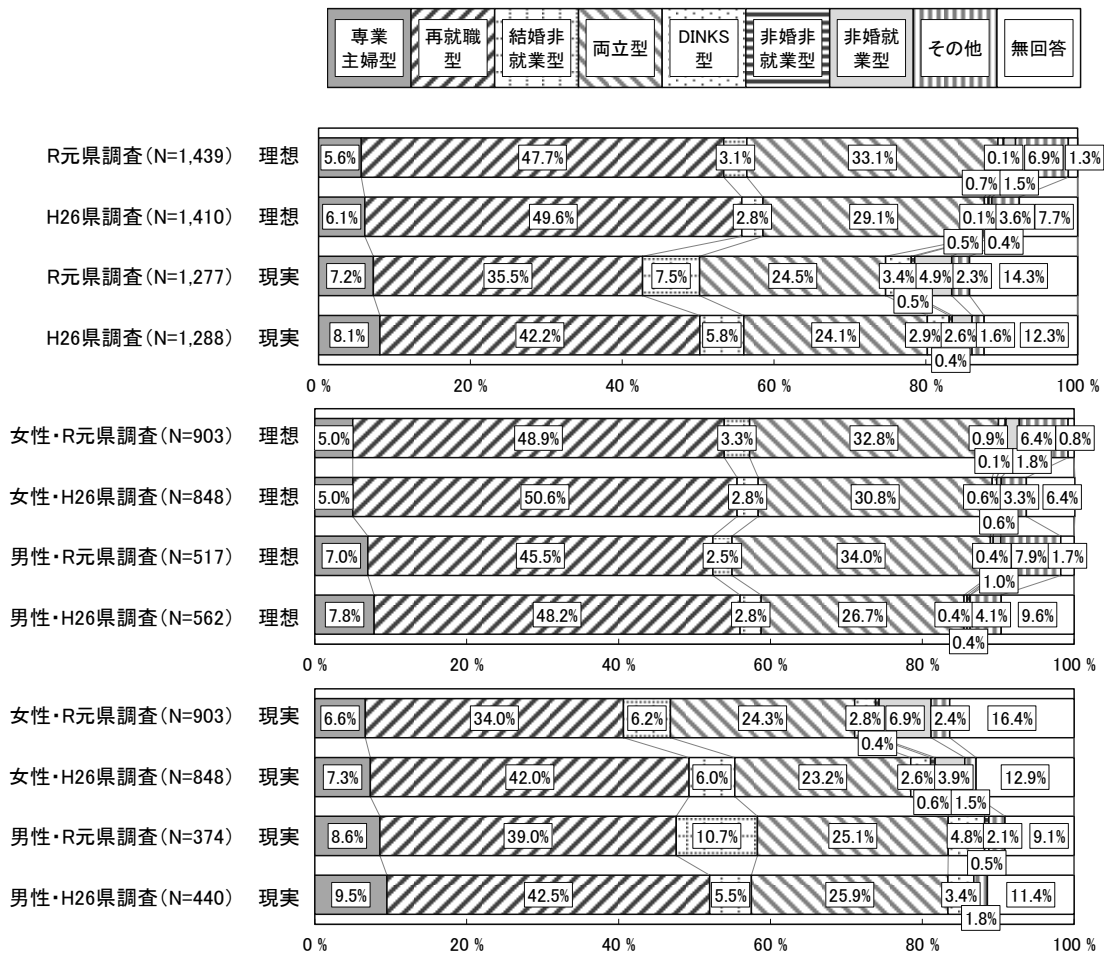 専業主婦型 再就職型 結婚非就業型 両立型 DINKS型 非婚非就業型 非婚就業型 その他 無回答
R元県調査(N=1,439) 理想 5.6% 47.7% 3.1% 33.1% 0.1% 6.9% 1.3%
0.7% 1.5%
H26県調査(N=1,410) 理想 6.1% 49.6% 2.8% 29.1% 0.1% 3.6% 7.7%
0.5% 0.4%
R元県調査(N=1,277) 現実 7.2% 35.5% 7.5% 24.5% 3.4% 4.9% 2.3% 14.3%
0.5%
H26県調査(N=1,288) 現実 8.1% 42.2% 5.8% 24.1% 2.9% 2.6% 1.6% 12.3%
0.4%
0% 20% 40% 60% 80% 100%
女性・R元県調査(N=903) 理想 5.0% 48.9% 3.3% 32.8% 0.9% 6.4% 0.8%
0.1% 1.8%
女性・H26県調査(N=848) 理想 5.0% 50.6% 2.8% 30.8% 0.6% 3.3% 6.4%
0.6%
男性・R元県調査(N=517) 理想 7.0% 45.5% 2.5% 34.0% 0.4% 7.9% 1.7%
1.0%
男性・H26県調査(N=562) 理想 7.8% 48.2% 2.8% 26.7% 0.4% 4.1% 9.6%
0.4%
0% 20% 40% 60% 80% 100%
女性・R元県調査(N=903) 現実 6.6% 34.0% 6.2% 24.3% 2.8% 6.9% 2.4% 16.4%
0.4%
女性・H26県調査(N=848) 現実 7.3% 42.0% 6.0% 23.2% 2.6% 3.9% 12.9%
0.6% 1.5%
男性・R元県調査(N=374) 現実 8.6% 39.0% 10.7% 25.1% 4.8% 2.1% 9.1%
0.5%
男性・H26県調査(N=440) 現実 9.5% 42.5% 5.5% 25.9% 3.4% 11.4%
1.8%
0% 20% 40% 60% 80% 100%